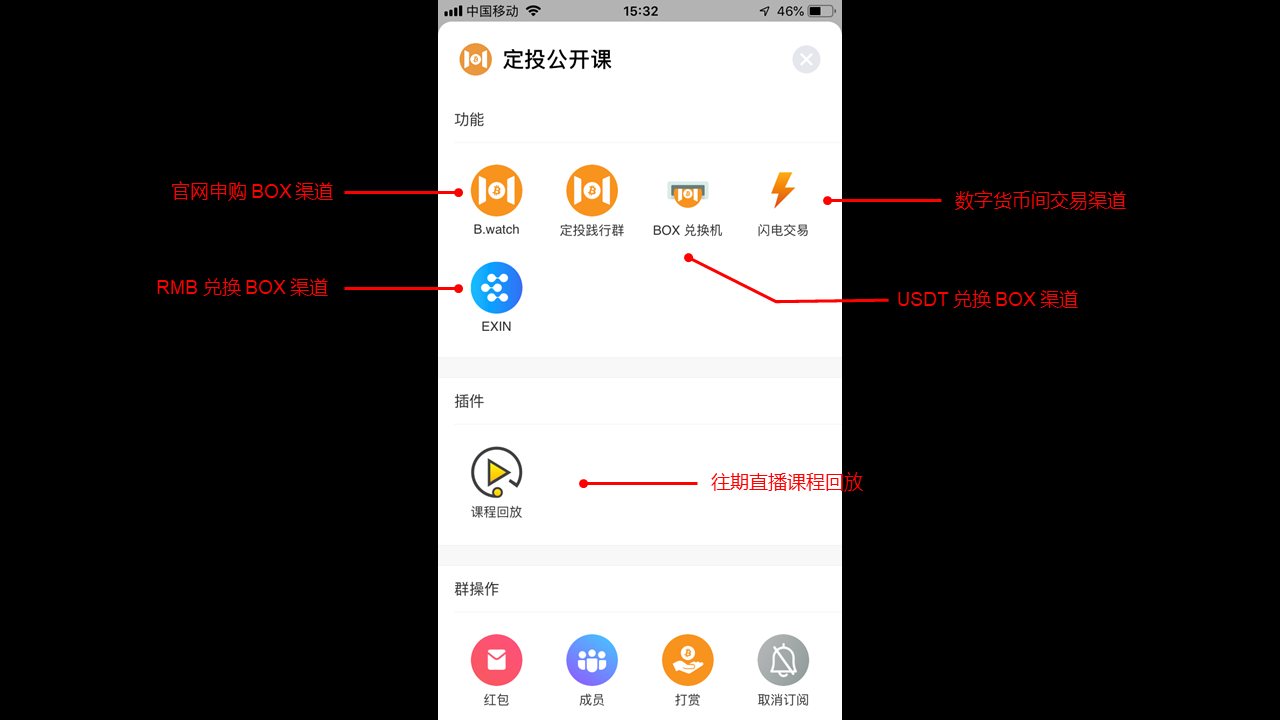 中国移动 15:32 46%
定投公开课
功能
官网申购 BOX 渠道
数字货币间交易渠道
B.watch 定投践行群 BOX 兑换机 闪电交易
RMB 兑换 BOX 渠道
USDT 兑换 BOX 渠道
EXIN
插件
往期直播课程回放
课程回放
群操作
红包 成员 打赏 取消订阅